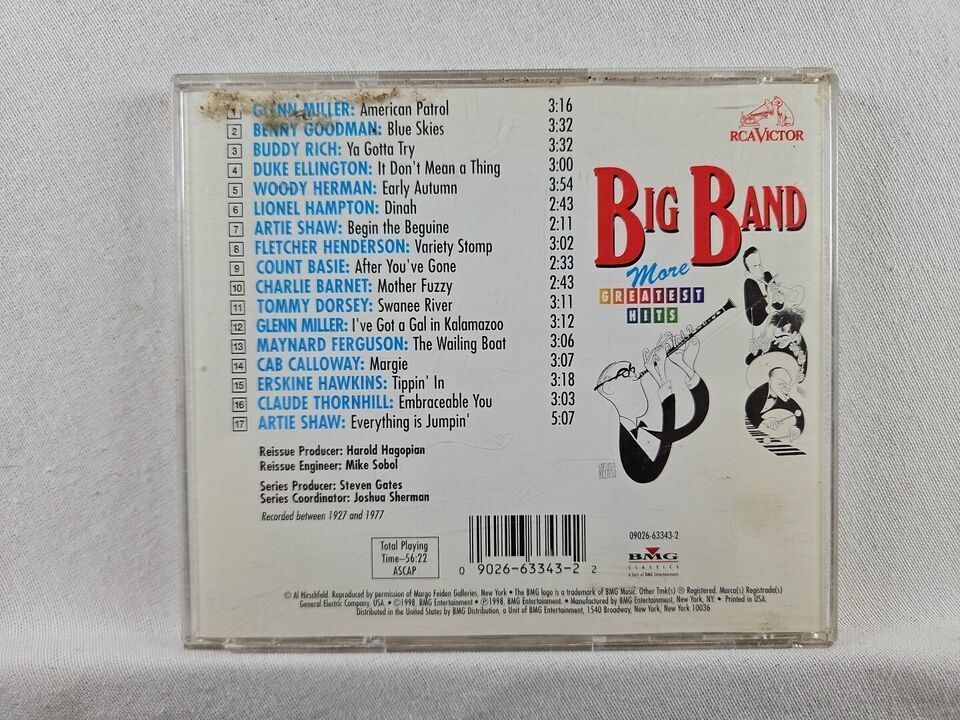 1 GLENN MILLER: American Patrol 3:16
2 BENNY GOODMAN: Blue Skies 3:32
3 BUDDY RICH: Ya Gotta Try 3:32
4 DUKE ELLINGTON: It Don't Mean a Thing 3:00
5 WOODY HERMAN: Early Autumn 3:54
6 LIONEL HAMPTON: Dinah 2:43
7 ARTIE SHAW: Begin the Beguine 2:11
8 FLETCHER HENDERSON: Variety Stomp 3:02
9 COUNT BASIE: After You've Gone 2:33
10 CHARLIE BARNET: Mother Fuzzy 2:43
11 TOMMY DORSEY: Swanee River 3:11
12 GLENN MILLER: I've Got a Gal in Kalamazoo 3:12
13 MAYNARD FERGUSON: The Wailing Boat 3:06
14 CAB CALLOWAY: Margie 3:07
15 ERSKINE HAWKINS: Tippin' In 3:18
16 CLAUDE THORNHILL: Embraceable You 3:03
17 ARTIE SHAW: Everything is Jumpin' 5:07
RCAVICTOR
BIG BAND
More
GREATEST
HITS
Reissue Producer: Harold Hagopian
Reissue Engineer: Mike Sobol
Series Producer: Steven Gates
Series Coordinator: Joshua Sherman
Recorded between 1927 and 1977
Total Playing
Time–56:22
ASCAP
0 9026-63343-2 2
09026-63343-2
BMG
CLASSICS
A Unit of BMG Entertainment
© Al Hirschfeld. Reproduced by permission of Margo Feiden Galleries, New York • The BMG logo is a trademark of BMG Music. Other Tmk(s) ® Registered. Marca(s) Registrada(s)
General Electric Company, USA. • ©1998, BMG Entertainment • ℗1998, BMG Entertainment • Manufactured by BMG Entertainment, New York, NY. • Printed in USA.
Distributed in the United States by BMG Distribution, a Unit of BMG Entertainment, 1540 Broadway, New York, New York 10036